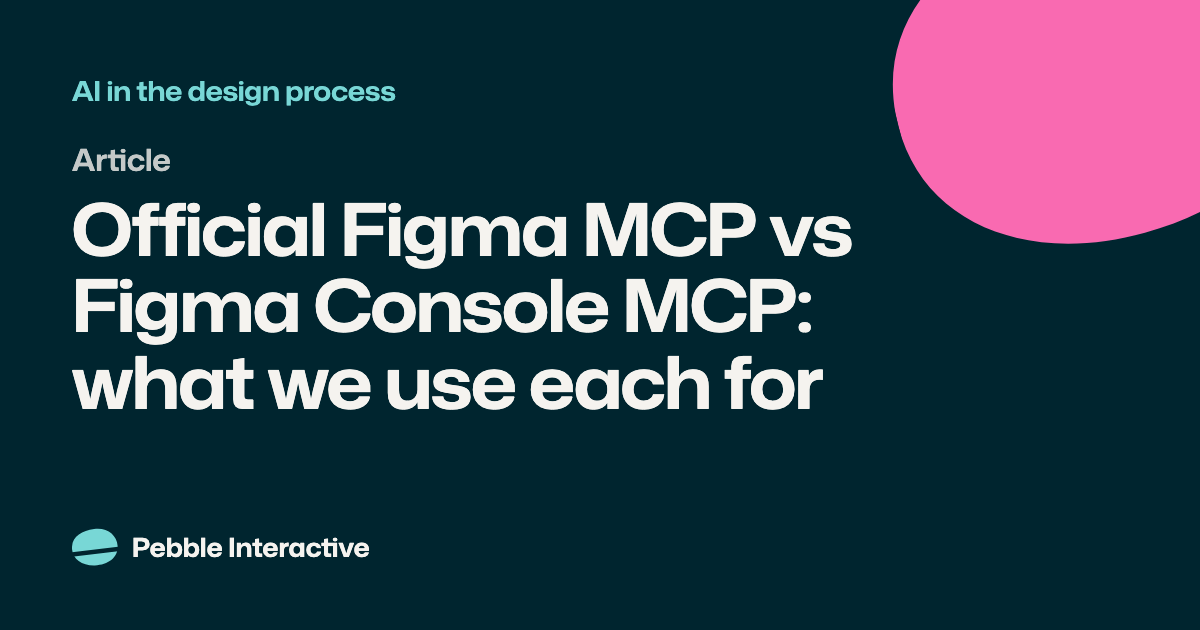 AI in the design process
Article
Official Figma MCP vs
Figma Console MCP:
what we use each for
Pebble Interactive